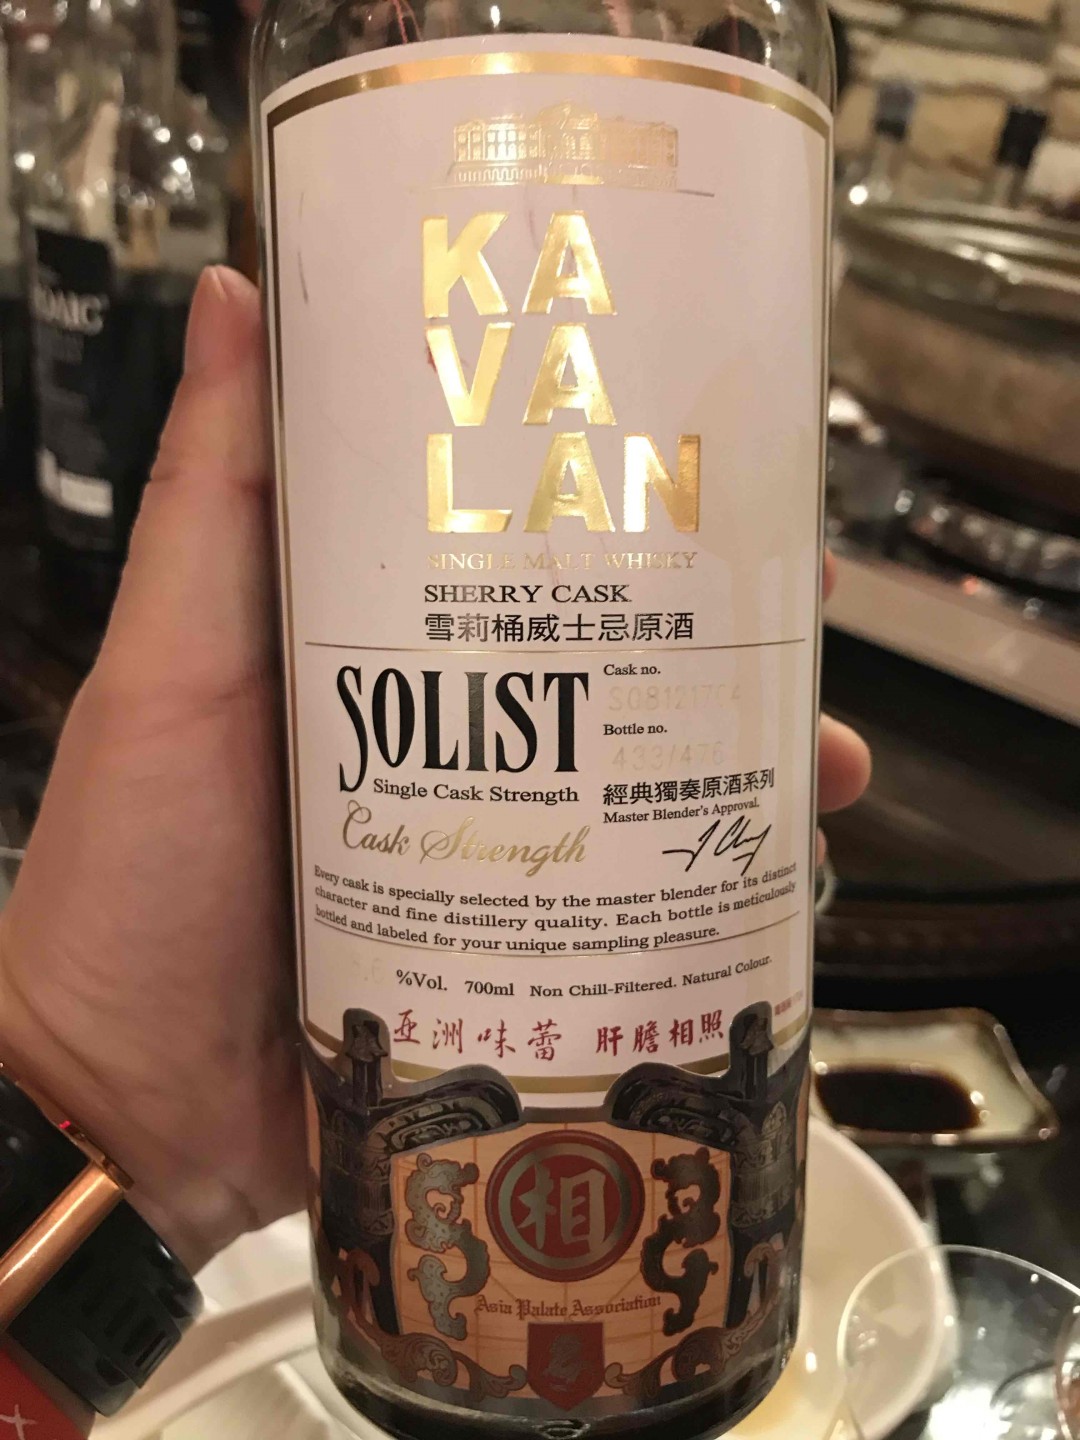 KA
VA
LAN
SINGLE MALT WHISKY
SHERRY CASK
雪莉桶威士忌原酒
SOLIST
Single Cask Strength
Cask Strength
Cask no.
Bottle no.
433/476
經典獨奏原酒系列
Master Blender's Approval.
Every cask is specially selected by the master blender for its distinct
character and fine distillery quality. Each bottle is meticulously
bottled and labeled for your unique sampling pleasure.
%Vol. 700ml Non Chill-Filtered. Natural Colour.
亚洲味蕾 肝膽相照
相
Asia Palate Association